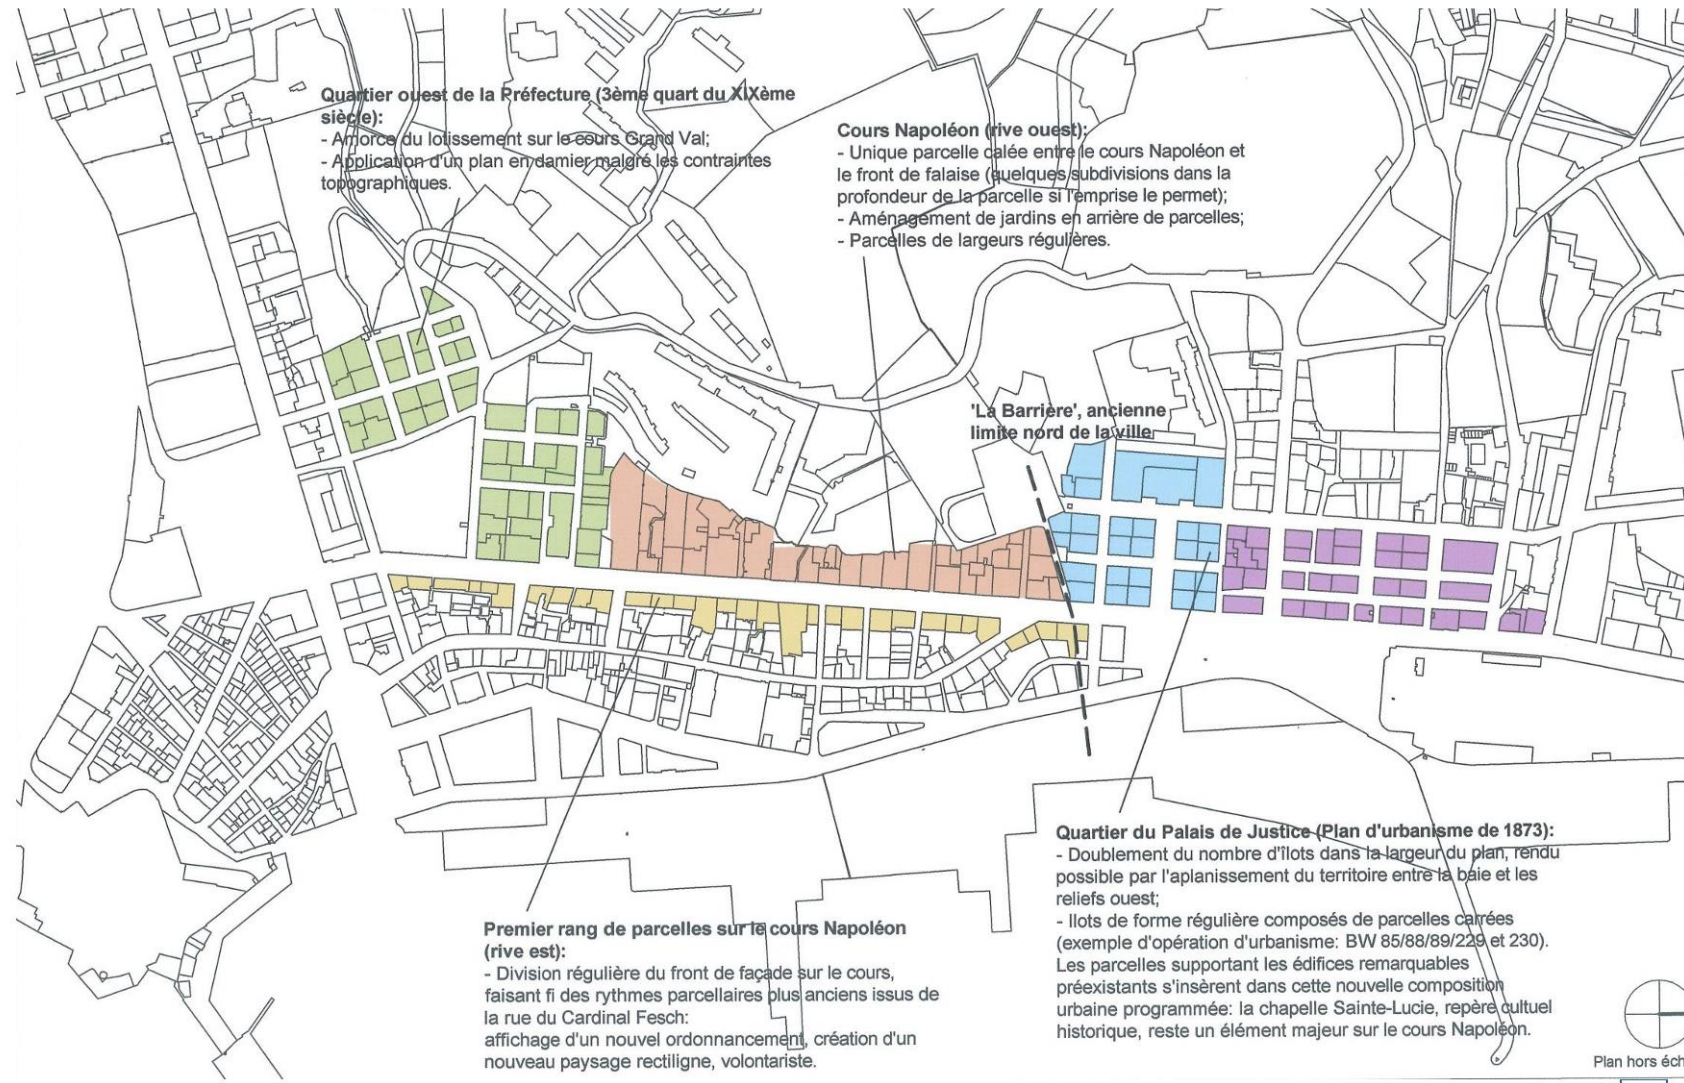 Quartier ouest de la Préfecture (3ème quart du XIXème
siècle):
- Amorce du lotissement sur le cours Grand Val;
- Application d'un plan en damier malgré les contraintes
topographiques.
Cours Napoléon (rive ouest):
- Unique parcelle calée entre le cours Napoléon et
le front de falaise (quelques subdivisions dans la
profondeur de la parcelle si l'emprise le permet);
- Aménagement de jardins en arrière de parcelles;
- Parcelles de largeurs régulières.
'La Barrière', ancienne
limite nord de la ville
Premier rang de parcelles sur le cours Napoléon
(rive est):
- Division régulière du front de façade sur le cours,
faisant fi des rythmes parcellaires plus anciens issus de
la rue du Cardinal Fesch:
affichage d'un nouvel ordonnancement, création d'un
nouveau paysage rectiligne, volontariste.
Quartier du Palais de Justice (Plan d'urbanisme de 1873):
- Doublement du nombre d'îlots dans la largeur du plan, rendu
possible par l'aplanissement du territoire entre la baie et les
reliefs ouest;
- Ilots de forme régulière composés de parcelles carrées
(exemple d'opération d'urbanisme: BW 85/88/89/229 et 230).
Les parcelles supportant les édifices remarquables
préexistants s'insèrent dans cette nouvelle composition
urbaine programmée: la chapelle Sainte-Lucie, repère cultuel
historique, reste un élément majeur sur le cours Napoléon.
Plan hors éch